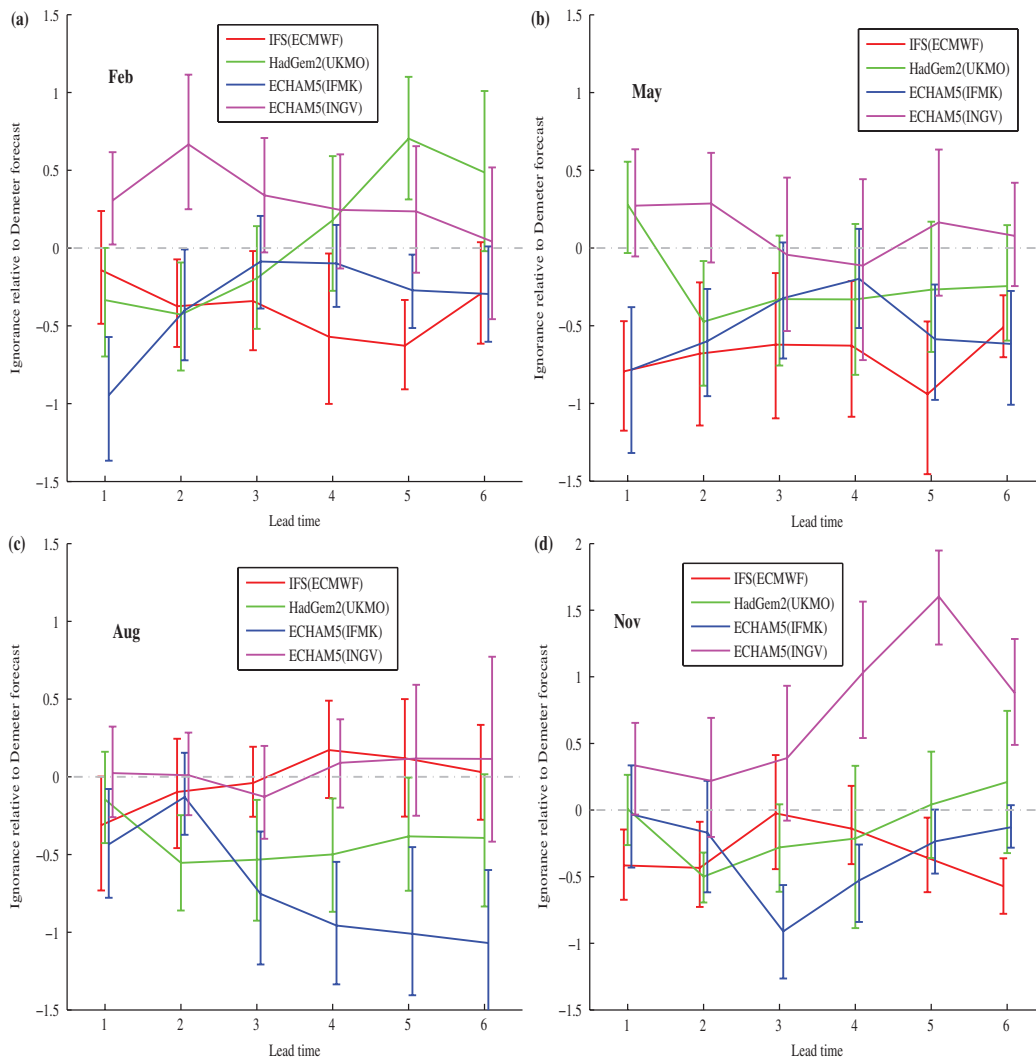 (a)
Feb
IFS(ECMWF)
HadGem2(UKMO)
ECHAM5(IFMK)
ECHAM5(INGV)
Ignorance relative to Demeter forecast
1.5
1
0.5
0
−0.5
−1
−1.5
1 2 3 4 5 6
Lead time
(b)
May
IFS(ECMWF)
HadGem2(UKMO)
ECHAM5(IFMK)
ECHAM5(INGV)
Ignorance relative to Demeter forecast
1.5
1
0.5
0
−0.5
−1
−1.5
1 2 3 4 5 6
Lead time
(c)
Aug
IFS(ECMWF)
HadGem2(UKMO)
ECHAM5(IFMK)
ECHAM5(INGV)
Ignorance relative to Demeter forecast
1.5
1
0.5
0
−0.5
−1
−1.5
1 2 3 4 5 6
Lead time
(d)
Nov
IFS(ECMWF)
HadGem2(UKMO)
ECHAM5(IFMK)
ECHAM5(INGV)
Ignorance relative to Demeter forecast
2
1.5
1
0.5
0
−0.5
−1
−1.5
1 2 3 4 5 6
Lead time